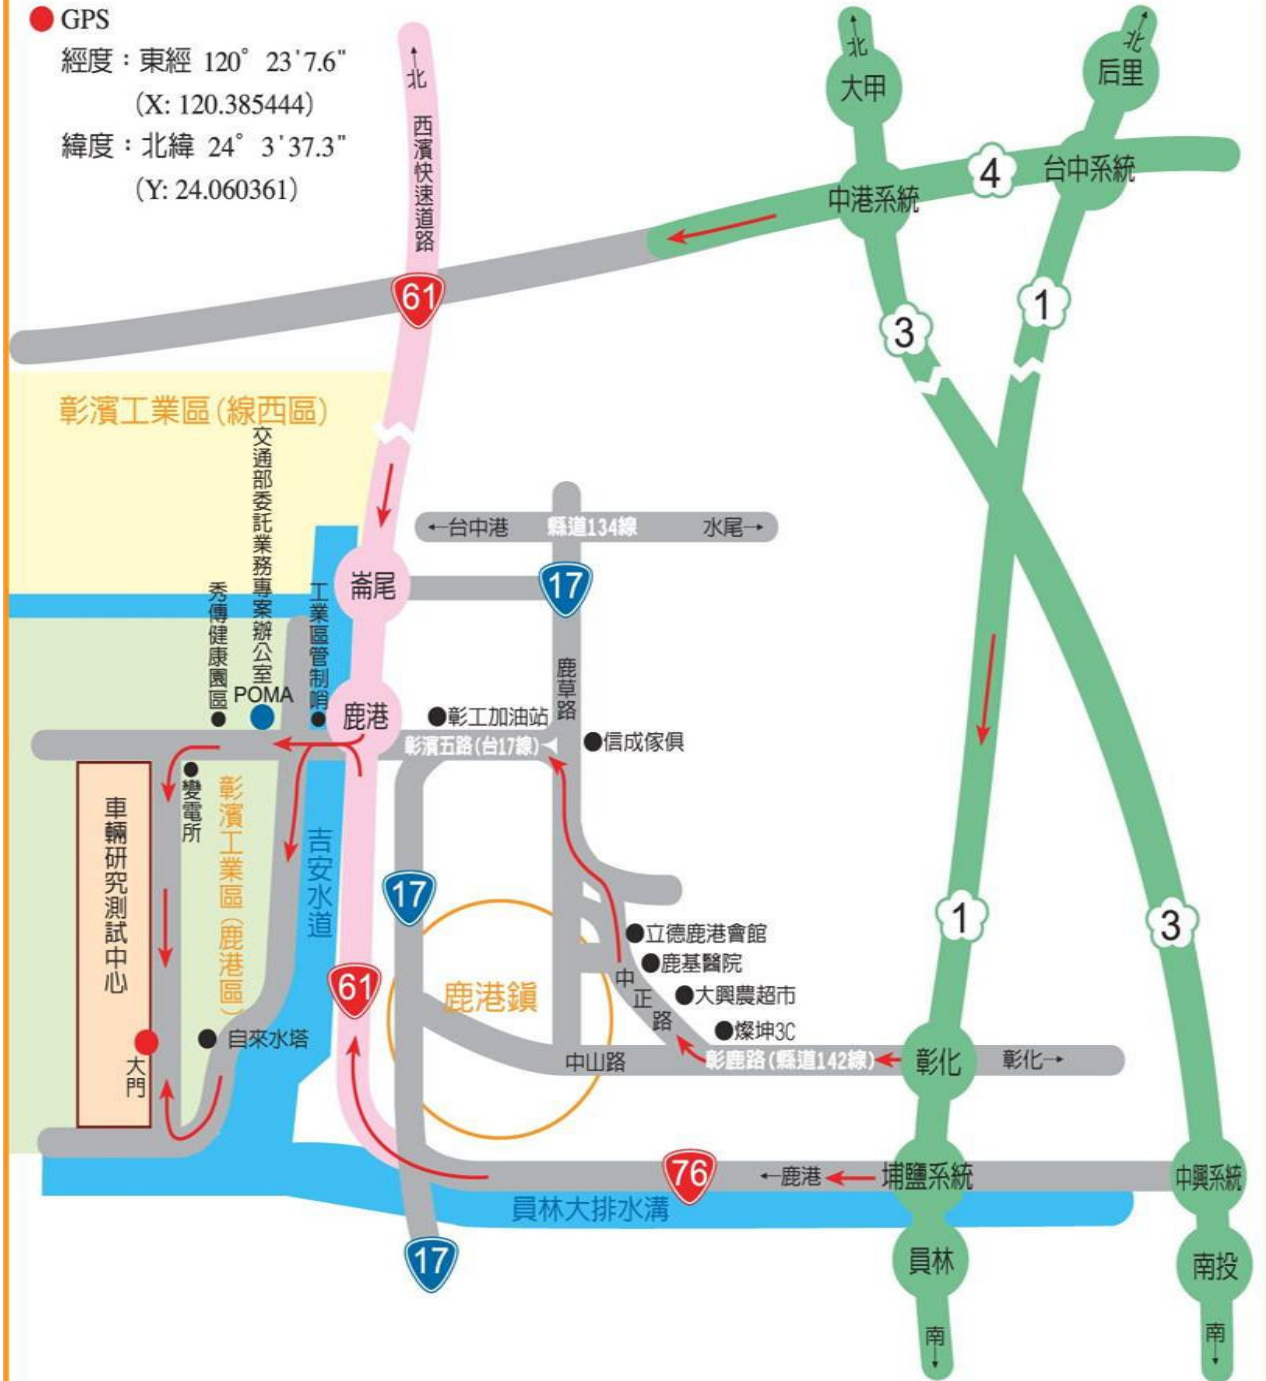 GPS
經度：東經 120° 23'7.6"
(X: 120.385444)
緯度：北緯 24° 3'37.3"
(Y: 24.060361)
←北
西濱快速道路
61
←北
大甲
北→
后里
中港系統
4
台中系統
3
1
彰濱工業區(線西區)
交通部委託業務專案辦公室
POMA
秀傳健康園區
工業區管制哨
←台中港
縣道134線
水尾→
崙尾
17
鹿草路
鹿港
彰工加油站
彰濱五路(台17線)
信成傢俱
變電所
車輛研究測試中心
彰濱工業區(鹿港區)
吉安水道
17
1
3
立德鹿港會館
鹿基醫院
大興農超市
燦坤3C
中正路
61
鹿港鎮
自來水塔
大門
中山路
彰鹿路(縣道142線)
彰化
彰化→
76
←鹿港
埔鹽系統
中興系統
員林大排水溝
17
員林
南投
南→
南→